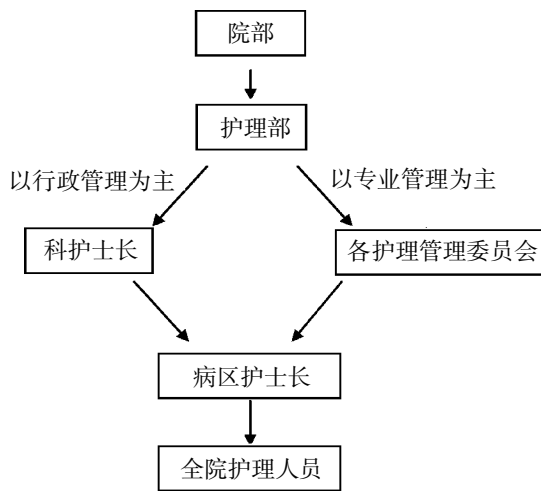 院部
护理部
以行政管理为主
以专业管理为主
科护士长
各护理管理委员会
病区护士长
全院护理人员